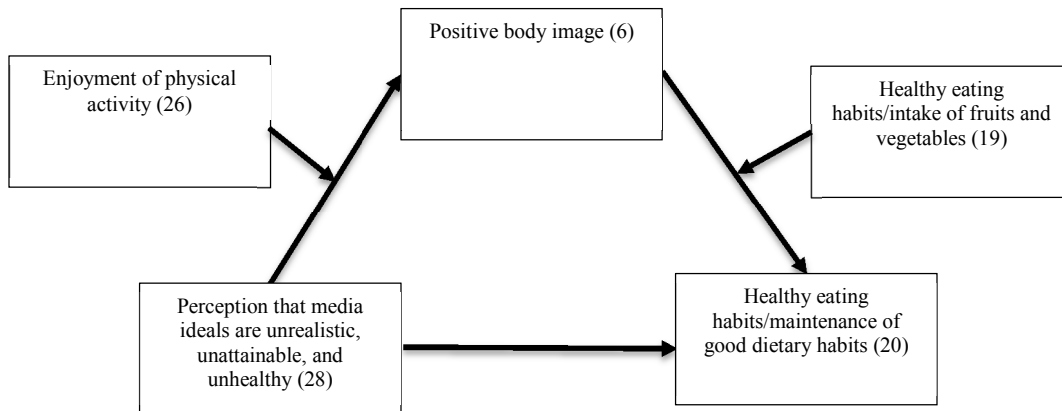 Positive body image (6)
Enjoyment of physical
activity (26)
Healthy eating
habits/intake of fruits and
vegetables (19)
Perception that media
ideals are unrealistic,
unattainable, and
unhealthy (28)
Healthy eating
habits/maintenance of
good dietary habits (20)